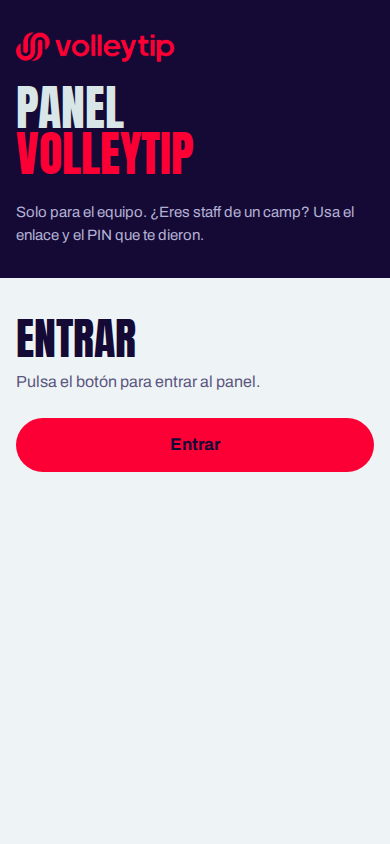 volleytip
PANEL
VOLLEYTIP
Solo para el equipo. ¿Eres staff de un camp? Usa el
enlace y el PIN que te dieron.
ENTRAR
Pulsa el botón para entrar al panel.
Entrar